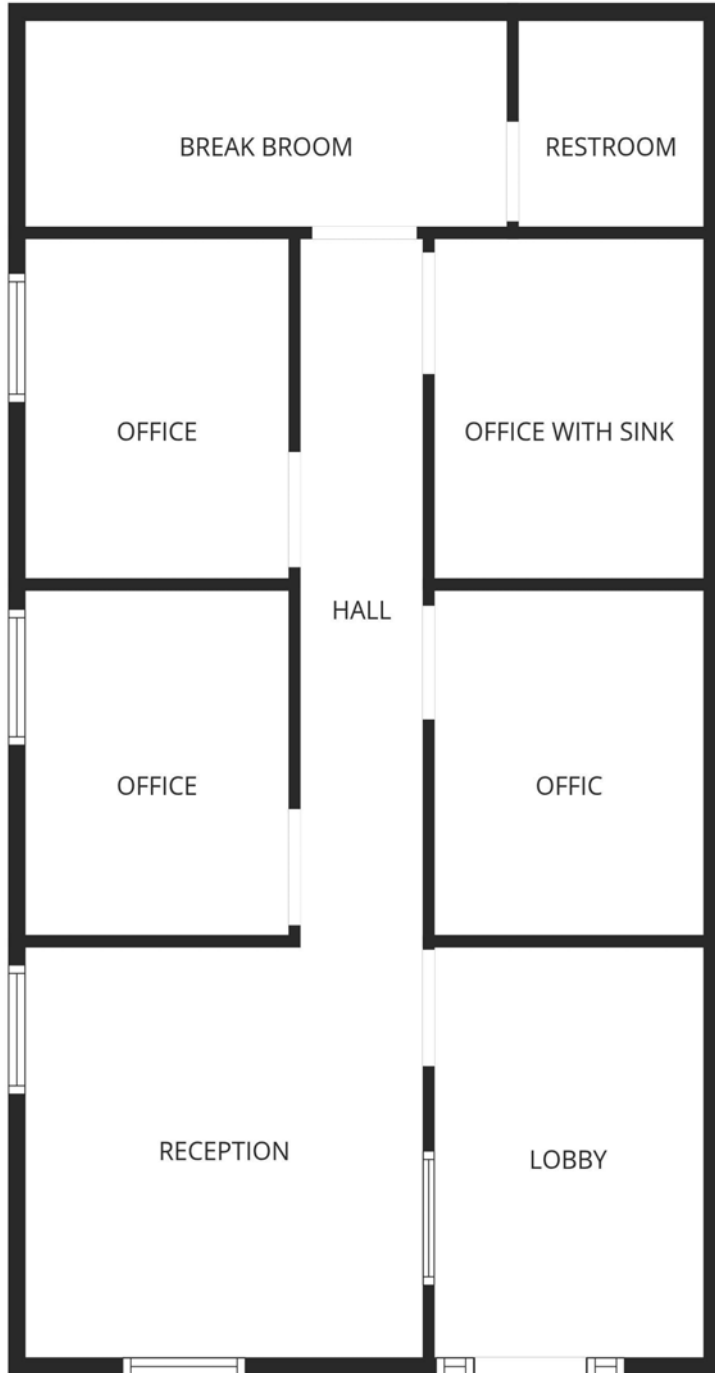 BREAK BROOM
RESTROOM
OFFICE
OFFICE WITH SINK
HALL
OFFICE
OFFIC
RECEPTION
LOBBY